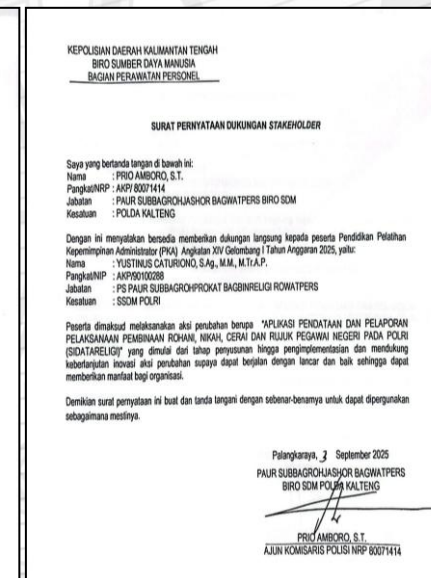 KEPOLISIAN DAERAH KALIMANTAN TENGAH
BIRO SUMBER DAYA MANUSIA
BAGIAN PERAWATAN PERSONEL
SURAT PERNYATAAN DUKUNGAN STAKEHOLDER
Saya yang bertanda tangan di bawah ini:
Nama : PRIO AMBORO, S.T.
Pangkat/NRP : AKP/ 80071414
Jabatan : PAUR SUBBAGROHJASHOR BAGWATPERS BIRO SDM
Kesatuan : POLDA KALTENG
Dengan ini menyatakan bersedia memberikan dukungan langsung kepada peserta Pendidikan Pelatihan
Kepemimpinan Administrator (PKA) Angkatan XIV Gelombang I Tahun Anggaran 2025, yaitu:
Nama : YUSTINUS CATURIONO, S.Ag., M.M., M.Tr.A.P.
Pangkat/NIP : AKP/90100288
Jabatan : PS PAUR SUBBAGROHPROKAT BAGBINRELIGI ROWATPERS
Kesatuan : SSDM POLRI
Peserta dimaksud melaksanakan aksi perubahan berupa "APLIKASI PENDATAAN DAN PELAPORAN
PELAKSANAAN PEMBINAAN ROHANI, NIKAH, CERAI DAN RUJUK PEGAWAI NEGERI PADA POLRI
(SIDATARELIGI)" yang dimulai dari tahap penyusunan hingga pengimplementasian dan mendukung
keberlanjutan inovasi aksi perubahan supaya dapat berjalan dengan lancar dan baik sehingga dapat
memberikan manfaat bagi organisasi.
Demikian surat pernyataan ini buat dan tanda tangani dengan sebenar-benarnya untuk dapat dipergunakan
sebagaimana mestinya.
Palangkaraya, 3 September 2025
PAUR SUBBAGROHJASHOR BAGWATPERS
BIRO SDM POLDA KALTENG
PRIO AMBORO, S.T.
AJUN KOMISARIS POLISI NRP 80071414